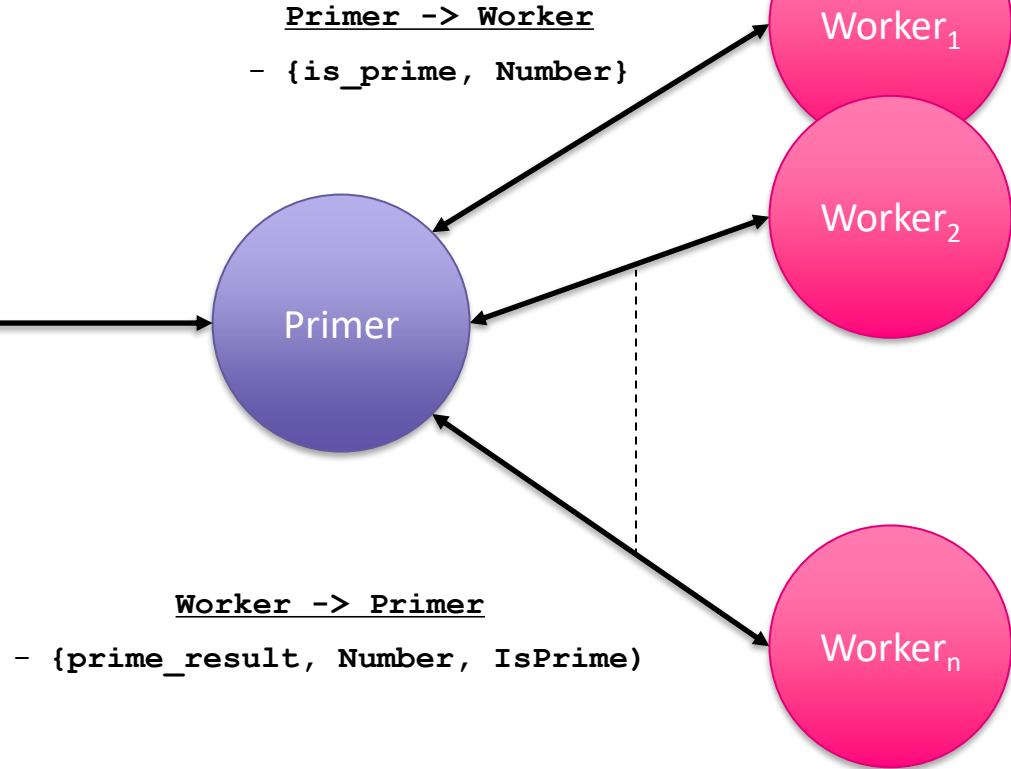 Primer -> Worker
- {is_prime, Number}
Worker₁
Worker₂
Primer
Worker -> Primer
- {prime_result, Number, IsPrime)
Workerₙ